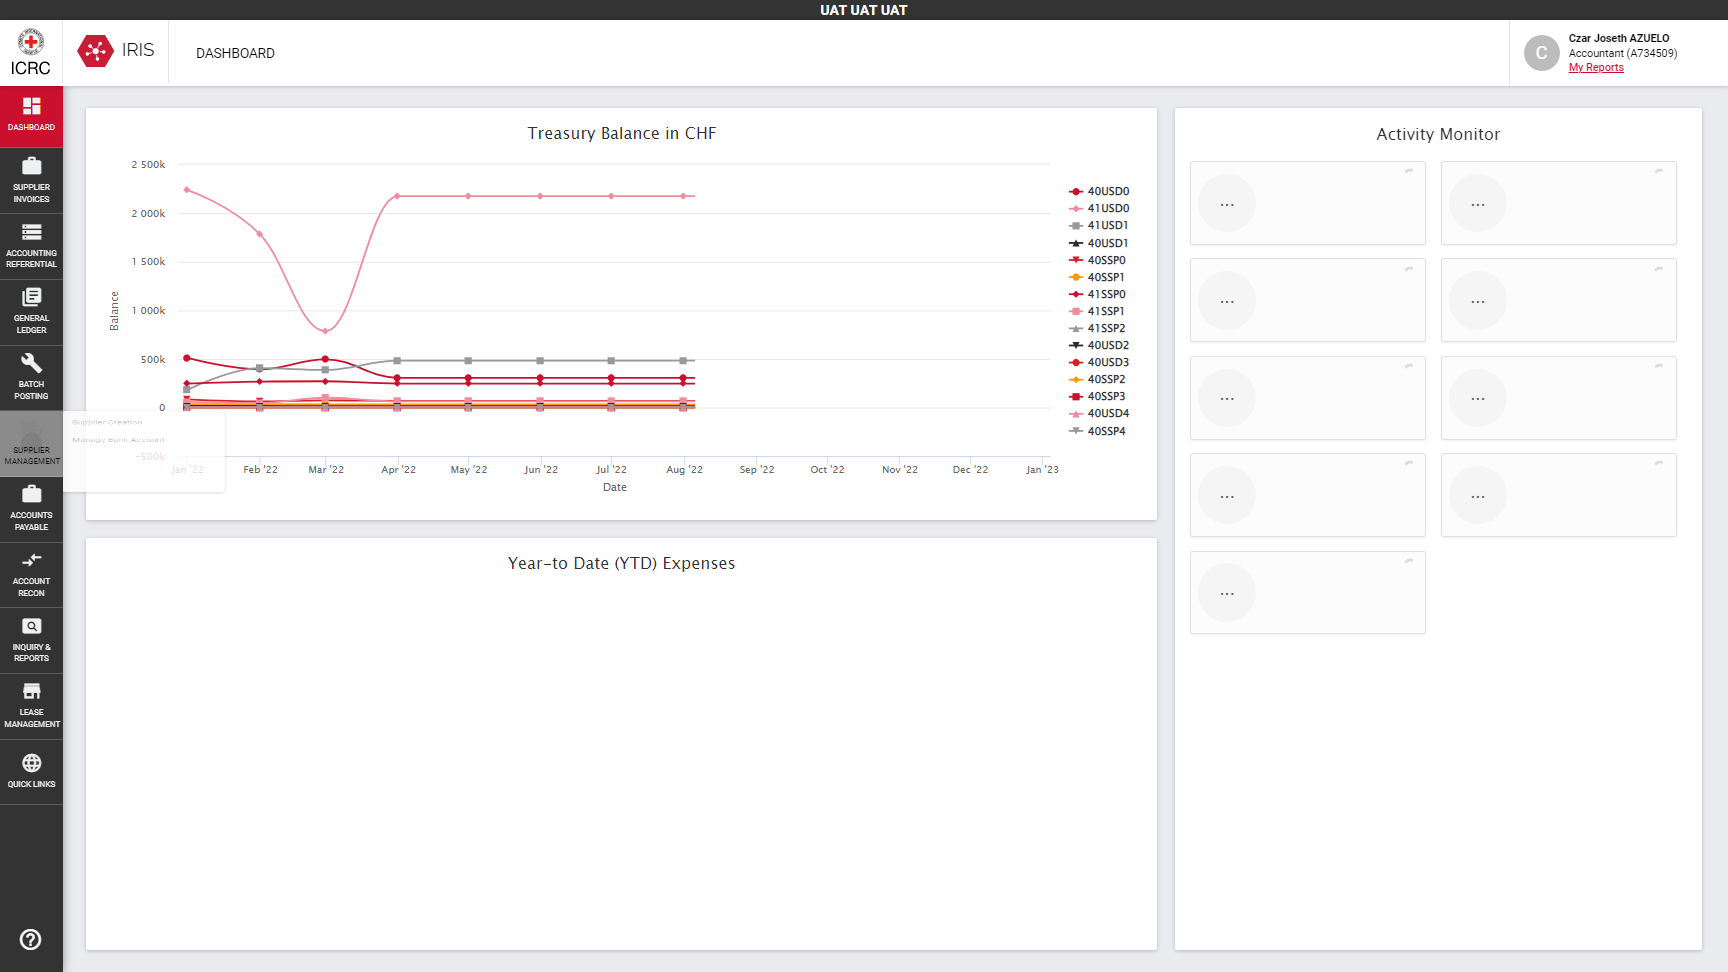 UAT UAT UAT
ICRC
IRIS
DASHBOARD
C
Czar Joseth AZUELO
Accountant (A734509)
My Reports
DASHBOARD
SUPPLIER
INVOICES
ACCOUNTING
REFERENTIAL
GENERAL
LEDGER
BATCH
POSTING
SUPPLIER
MANAGEMENT
Supplier Creation
Manage Bank Account
ACCOUNTS
PAYABLE
ACCOUNT
RECON
INQUIRY &
REPORTS
LEASE
MANAGEMENT
QUICK LINKS
Treasury Balance in CHF
Balance
2 500k
2 000k
1 500k
1 000k
500k
0
-500k
Jan '22
Feb '22
Mar '22
Apr '22
May '22
Jun '22
Jul '22
Aug '22
Sep '22
Oct '22
Nov '22
Dec '22
Jan '23
Date
40USD0
41USD0
41USD1
40USD1
40SSP0
40SSP1
41SSP0
41SSP1
41SSP2
40USD2
40USD3
40SSP2
40SSP3
40USD4
40SSP4
Year-to Date (YTD) Expenses
Activity Monitor
...
...
...
...
...
...
...
...
...